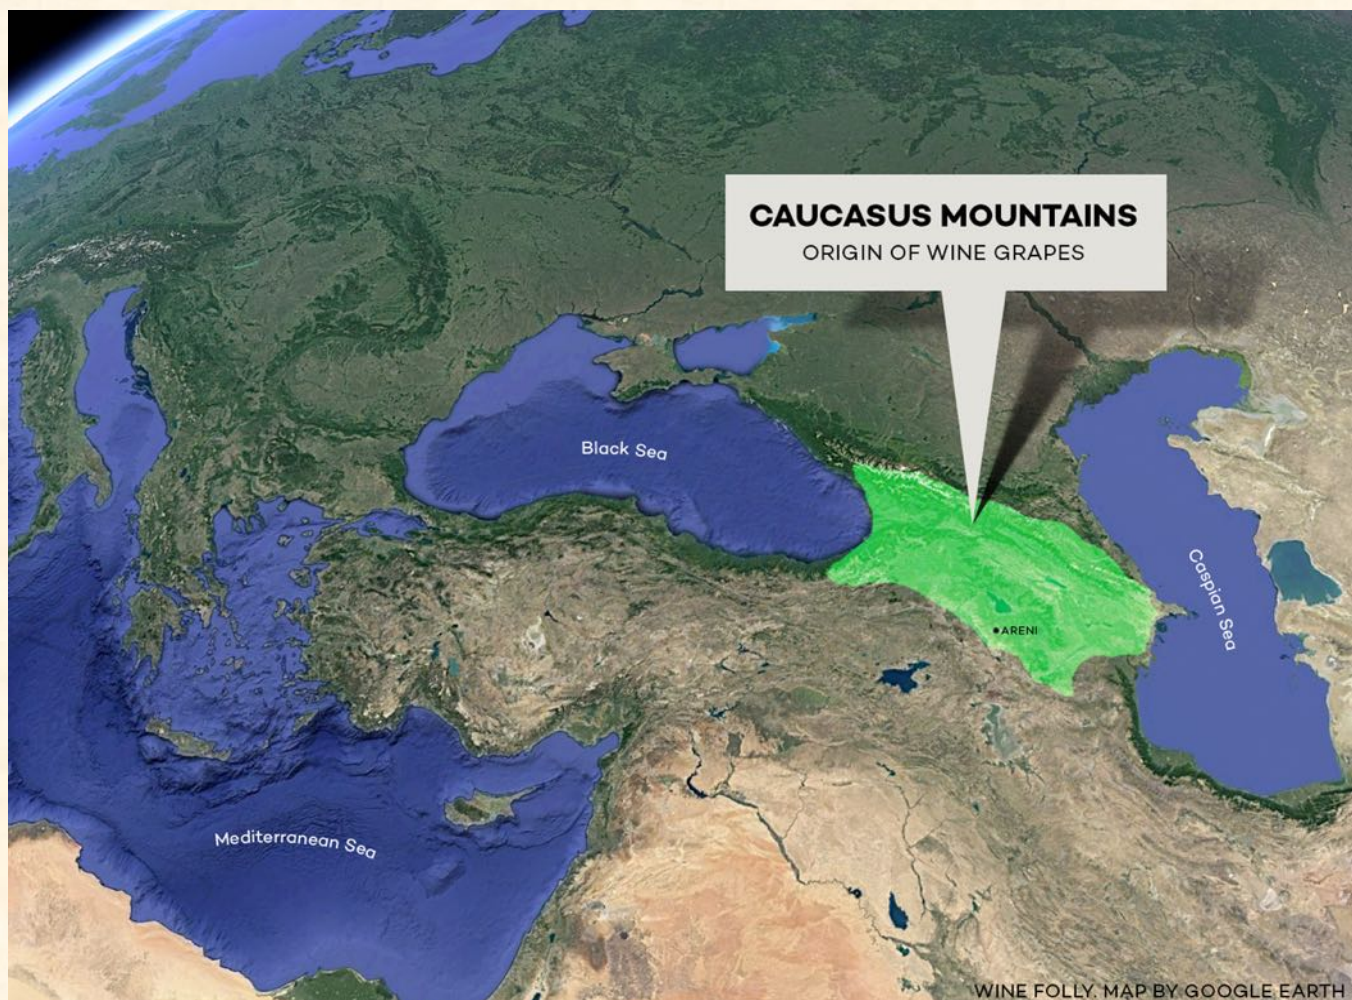 CAUCASUS MOUNTAINS
ORIGIN OF WINE GRAPES
Black Sea
Caspian Sea
ARENI
Mediterranean Sea
WINE FOLLY. MAP BY GOOGLE EARTH